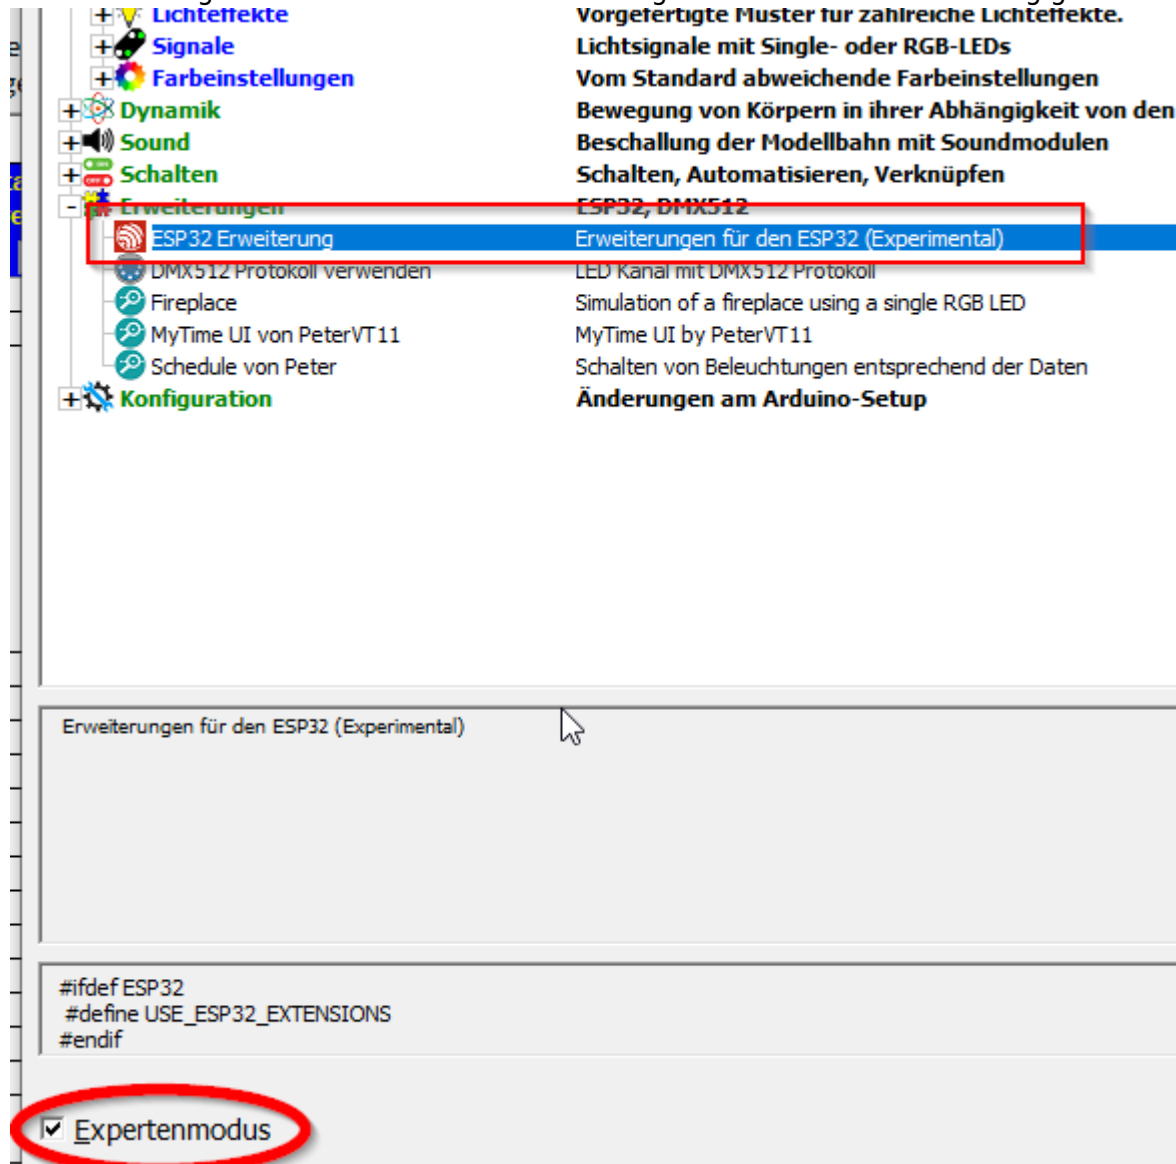 Lichteffekte Vorgefertigte Muster für zahlreiche Lichteffekte.
Signale Lichtsignale mit Single- oder RGB-LEDs
Farbeinstellungen Vom Standard abweichende Farbeinstellungen
Dynamik Bewegung von Körpern in ihrer Abhängigkeit von den
Sound Beschallung der Modellbahn mit Soundmodulen
Schalten Schalten, Automatisieren, Verknüpfen
Erweiterungen ESP32, DMX512
ESP32 Erweiterung Erweiterungen für den ESP32 (Experimental)
DMX512 Protokoll verwenden LED Kanal mit DMX512 Protokoll
Fireplace Simulation of a fireplace using a single RGB LED
MyTime UI von PeterVT11 MyTime UI by PeterVT11
Schedule von Peter Schalten von Beleuchtungen entsprechend der Daten
Konfiguration Änderungen am Arduino-Setup
Erweiterungen für den ESP32 (Experimental)
#ifdef ESP32
#define USE_ESP32_EXTENSIONS
#endif
Expertenmodus